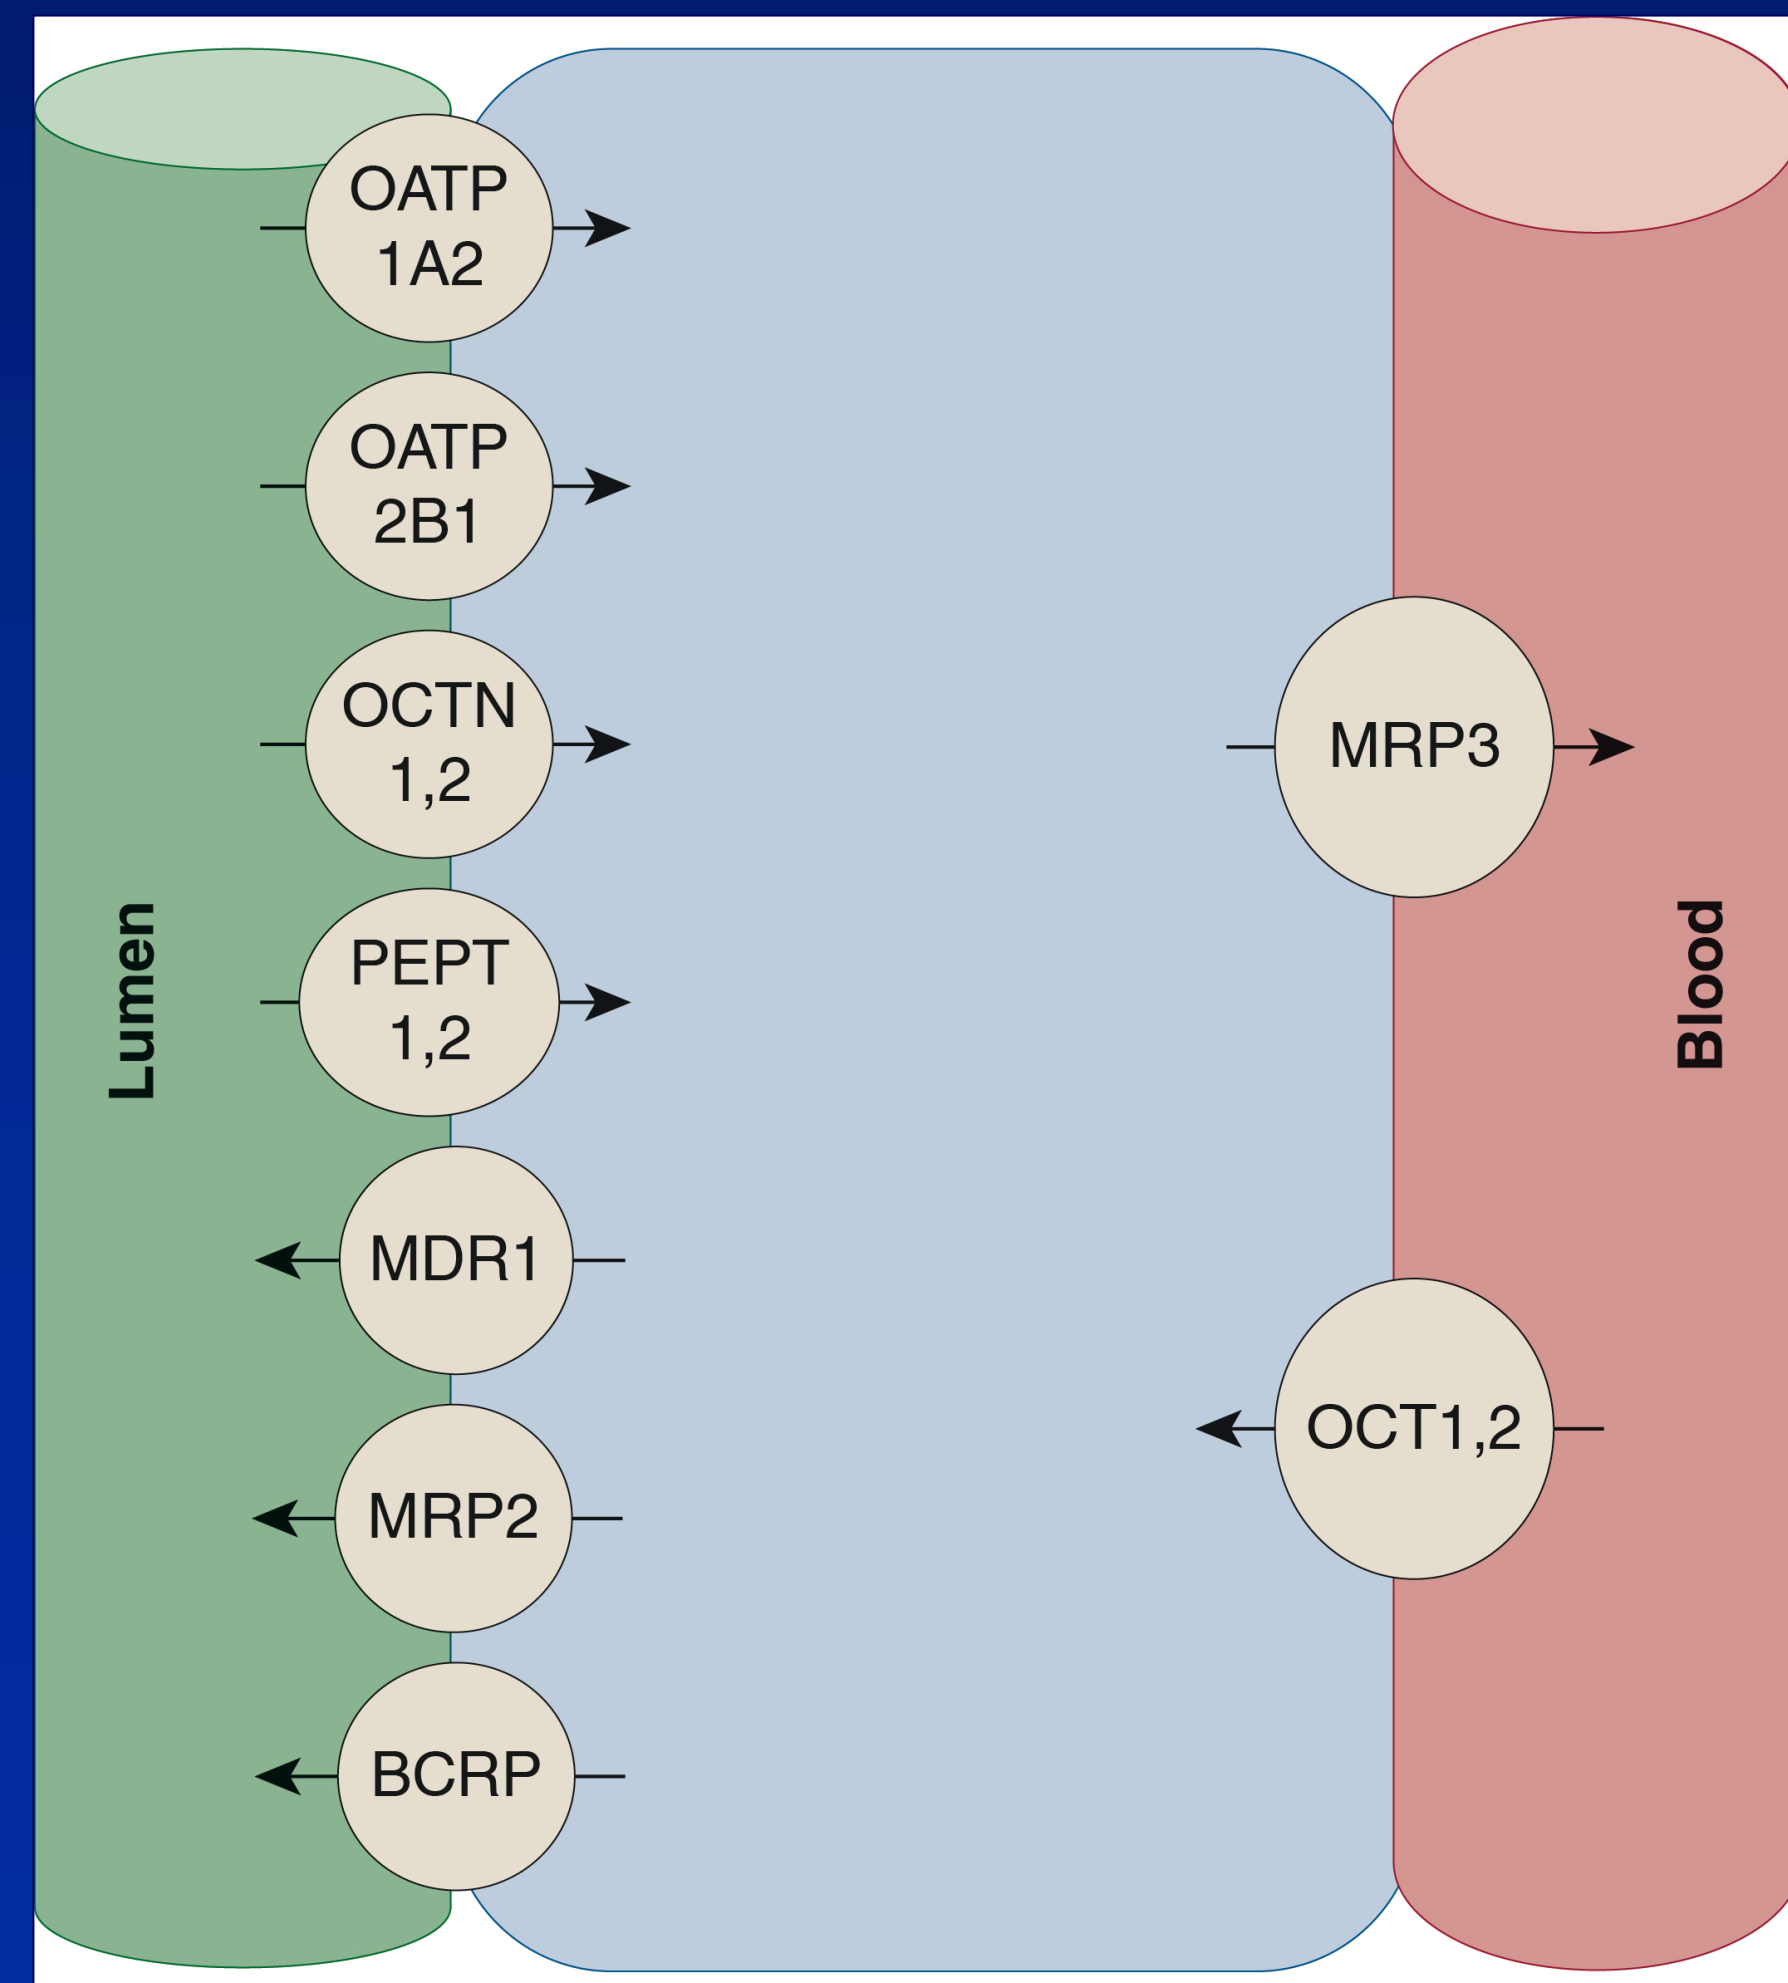 OATP
1A2
OATP
2B1
OCTN
1,2
PEPT
1,2
MDR1
MRP2
BCRP
Lumen
MRP3
OCT1,2
Blood